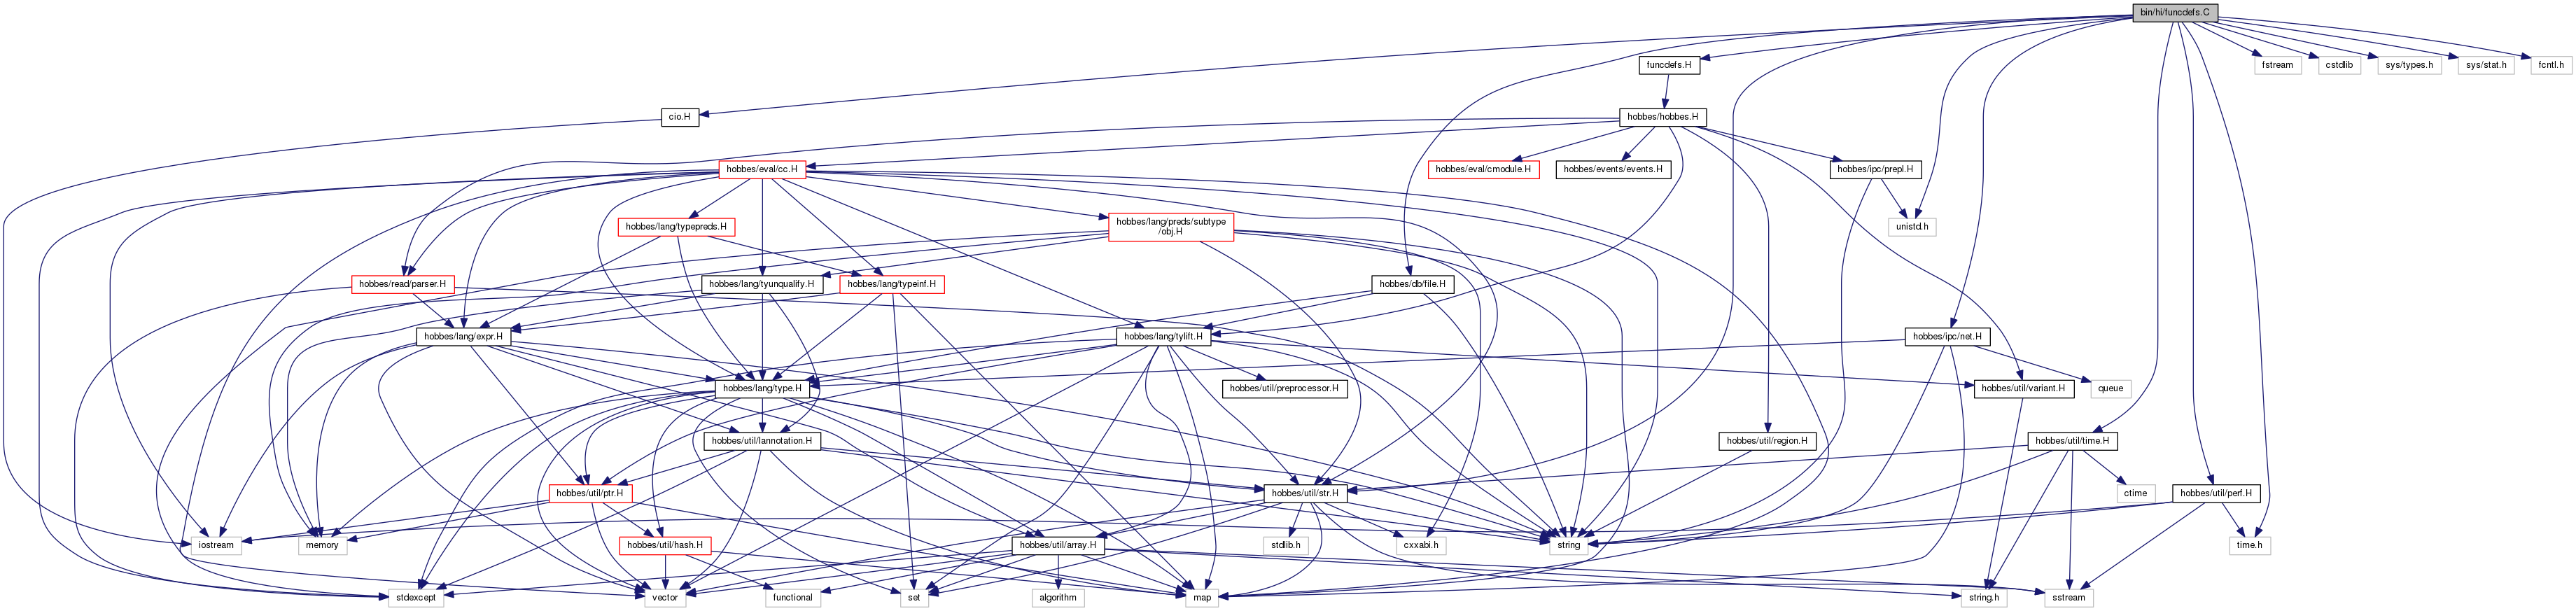 bin/hi/funcdefs.C
funcdefs.H
fstream
cstdlib
sys/types.h
sys/stat.h
fcntl.h
cio.H
hobbes/hobbes.H
hobbes/eval/cc.H
hobbes/eval/cmodule.H
hobbes/events/events.H
hobbes/ipc/prepl.H
hobbes/lang/typepreds.H
hobbes/lang/preds/subtype
/obj.H
unistd.h
hobbes/read/parser.H
hobbes/lang/tyunqualify.H
hobbes/lang/typeinf.H
hobbes/db/file.H
hobbes/lang/expr.H
hobbes/lang/tylift.H
hobbes/ipc/net.H
hobbes/lang/type.H
hobbes/util/preprocessor.H
hobbes/util/variant.H
queue
hobbes/util/lannotation.H
hobbes/util/region.H
hobbes/util/time.H
hobbes/util/ptr.H
hobbes/util/str.H
ctime
hobbes/util/perf.H
iostream
memory
hobbes/util/hash.H
hobbes/util/array.H
stdlib.h
cxxabi.h
string
time.h
stdexcept
vector
functional
set
algorithm
map
string.h
sstream